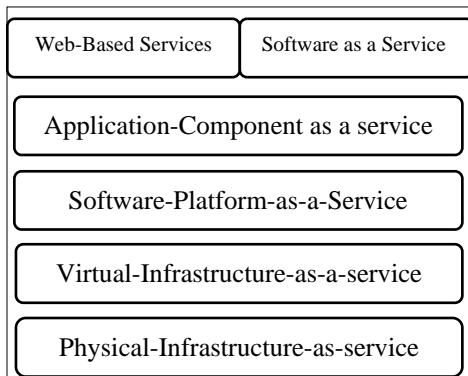 Web-Based Services
Software as a Service
Application-Component as a service
Software-Platform-as-a-Service
Virtual-Infrastructure-as-a-service
Physical-Infrastructure-as-service